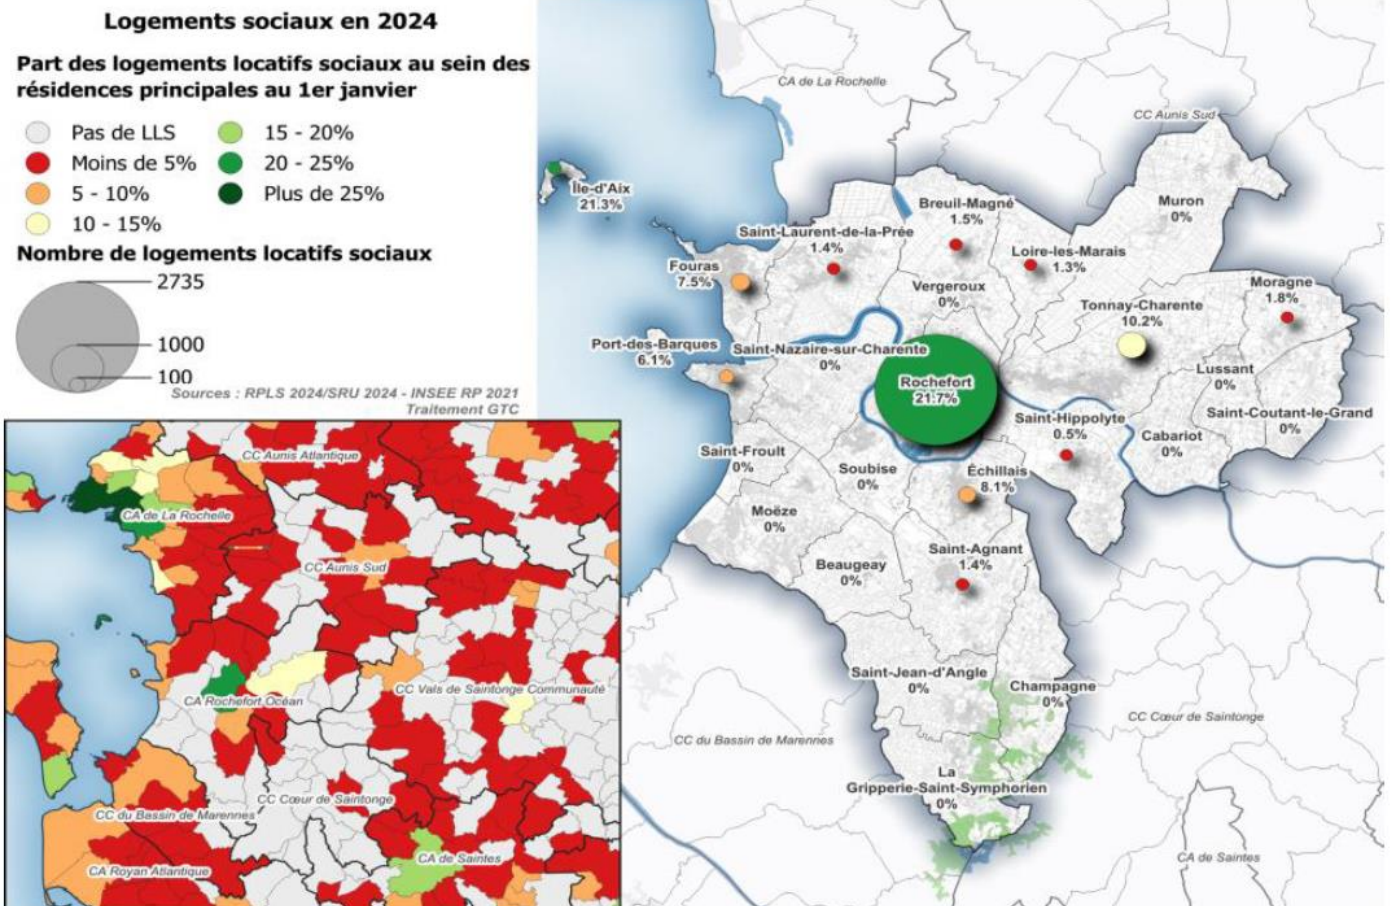 Logements sociaux en 2024
Part des logements locatifs sociaux au sein des
résidences principales au 1er janvier
Pas de LLS
15 - 20%
Moins de 5%
20 - 25%
5 - 10%
Plus de 25%
10 - 15%
Nombre de logements locatifs sociaux
2735
1000
100
Sources : RPLS 2024/SRU 2024 - INSEE RP 2021
Traitement GTC
CA de La Rochelle
CC Aunis Sud
Île-d'Aix
21.3%
Muron
0%
Breuil-Magné
1.5%
Saint-Laurent-de-la-Prée
1.4%
Loire-les-Marais
1.3%
Fouras
7.5%
Vergeroux
0%
Moragne
1.8%
Tonnay-Charente
10.2%
Port-des-Barques
6.1%
Saint-Nazaire-sur-Charente
0%
Lussant
0%
Rochefort
21.7%
Saint-Hippolyte
0.5%
Saint-Coutant-le-Grand
0%
Cabariot
0%
Saint-Froult
0%
Soubise
0%
Échillais
8.1%
Moëze
0%
Saint-Agnant
1.4%
Beaugeay
0%
Saint-Jean-d'Angle
0%
Champagne
0%
CC Cœur de Saintonge
CC du Bassin de Marennes
La
Gripperie-Saint-Symphorien
0%
CA de Saintes
CC Aunis Atlantique
CA de La Rochelle
CC Aunis Sud
CC Vals de Saintonge Communauté
CA Rochefort Océan
CC Cœur de Saintonge
CC du Bassin de Marennes
CA de Saintes
CA Royan Atlantique